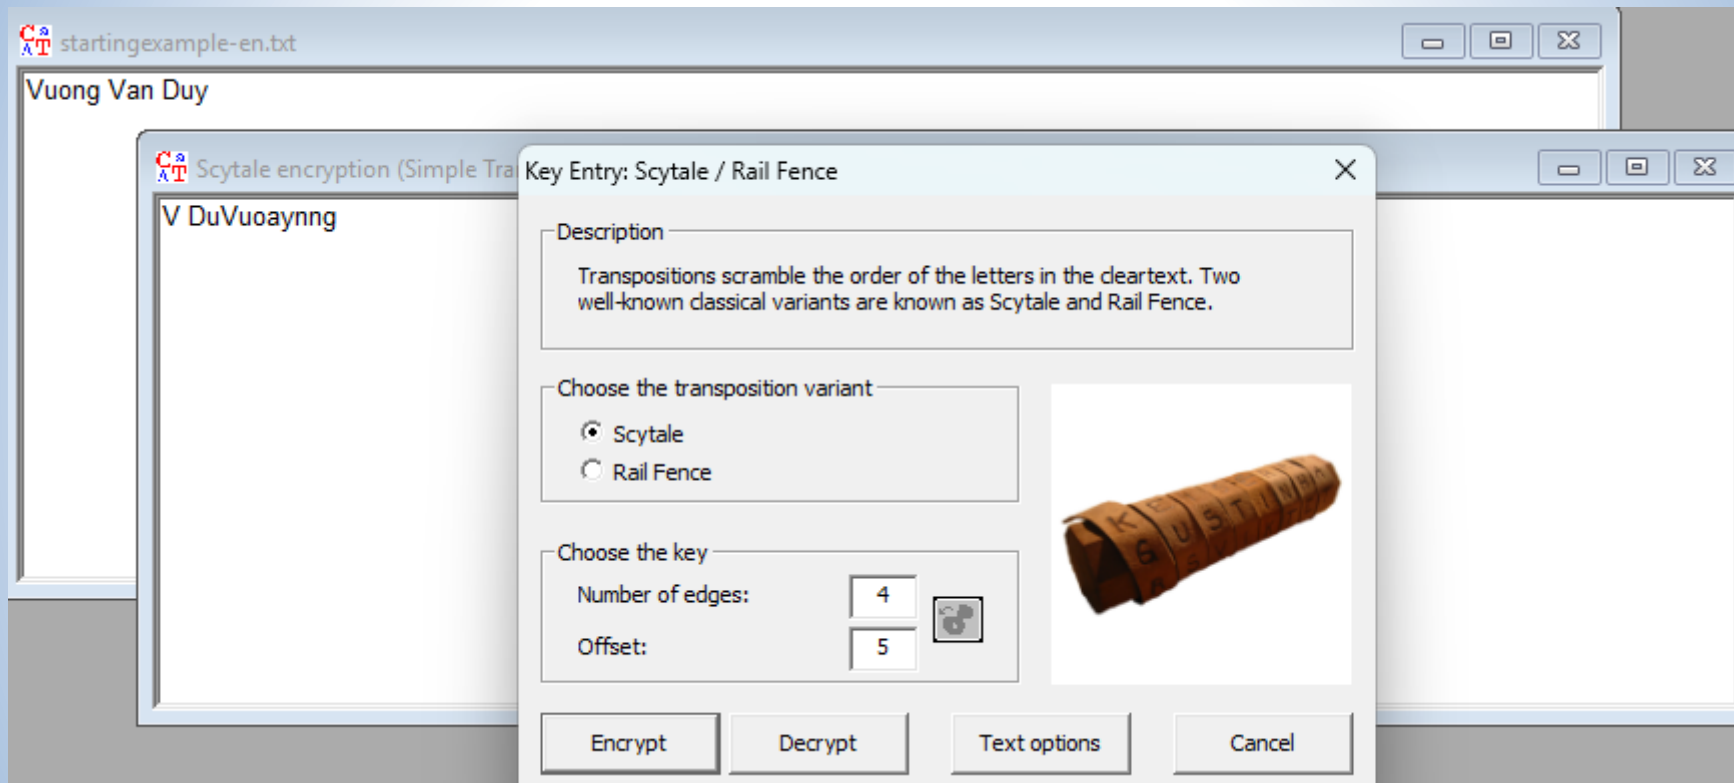 startingexample-en.txt
Vuong Van Duy
Scytale encryption (Simple Tra
V DuVuoaynng
Key Entry: Scytale / Rail Fence
Description
Transpositions scramble the order of the letters in the cleartext. Two
well-known classical variants are known as Scytale and Rail Fence.
Choose the transposition variant
Scytale
Rail Fence
Choose the key
Number of edges: 4
Offset: 5
Encrypt Decrypt Text options Cancel